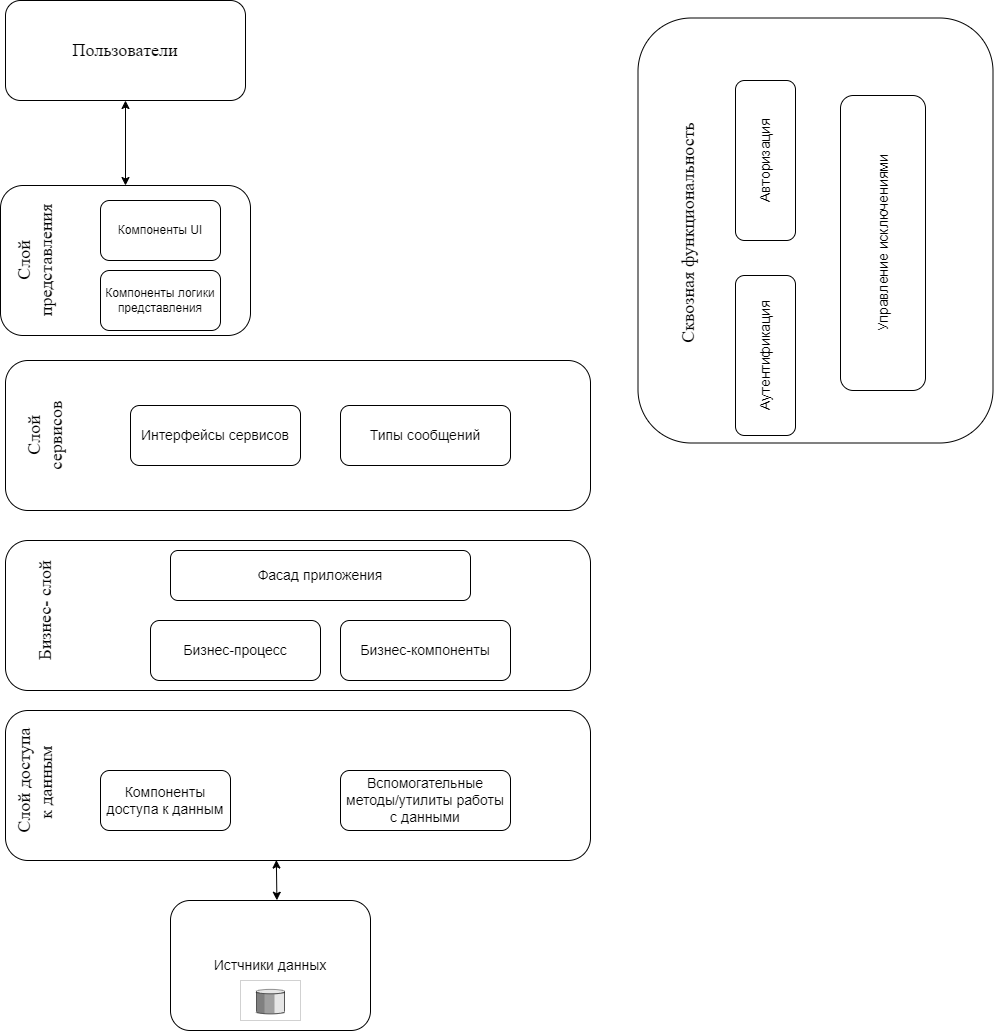 Пользователи
Слой
представления
Компоненты UI
Компоненты логики
представления
Слой
сервисов
Интерфейсы сервисов
Типы сообщений
Бизнес- слой
Фасад приложения
Бизнес-процесс
Бизнес-компоненты
Слой доступа
к данным
Компоненты
доступа к данным
Вспомогательные
методы/утилиты работы
с данными
Истчники данных
Сквозная функциональность
Авторизация
Аутентификация
Управление исключениями